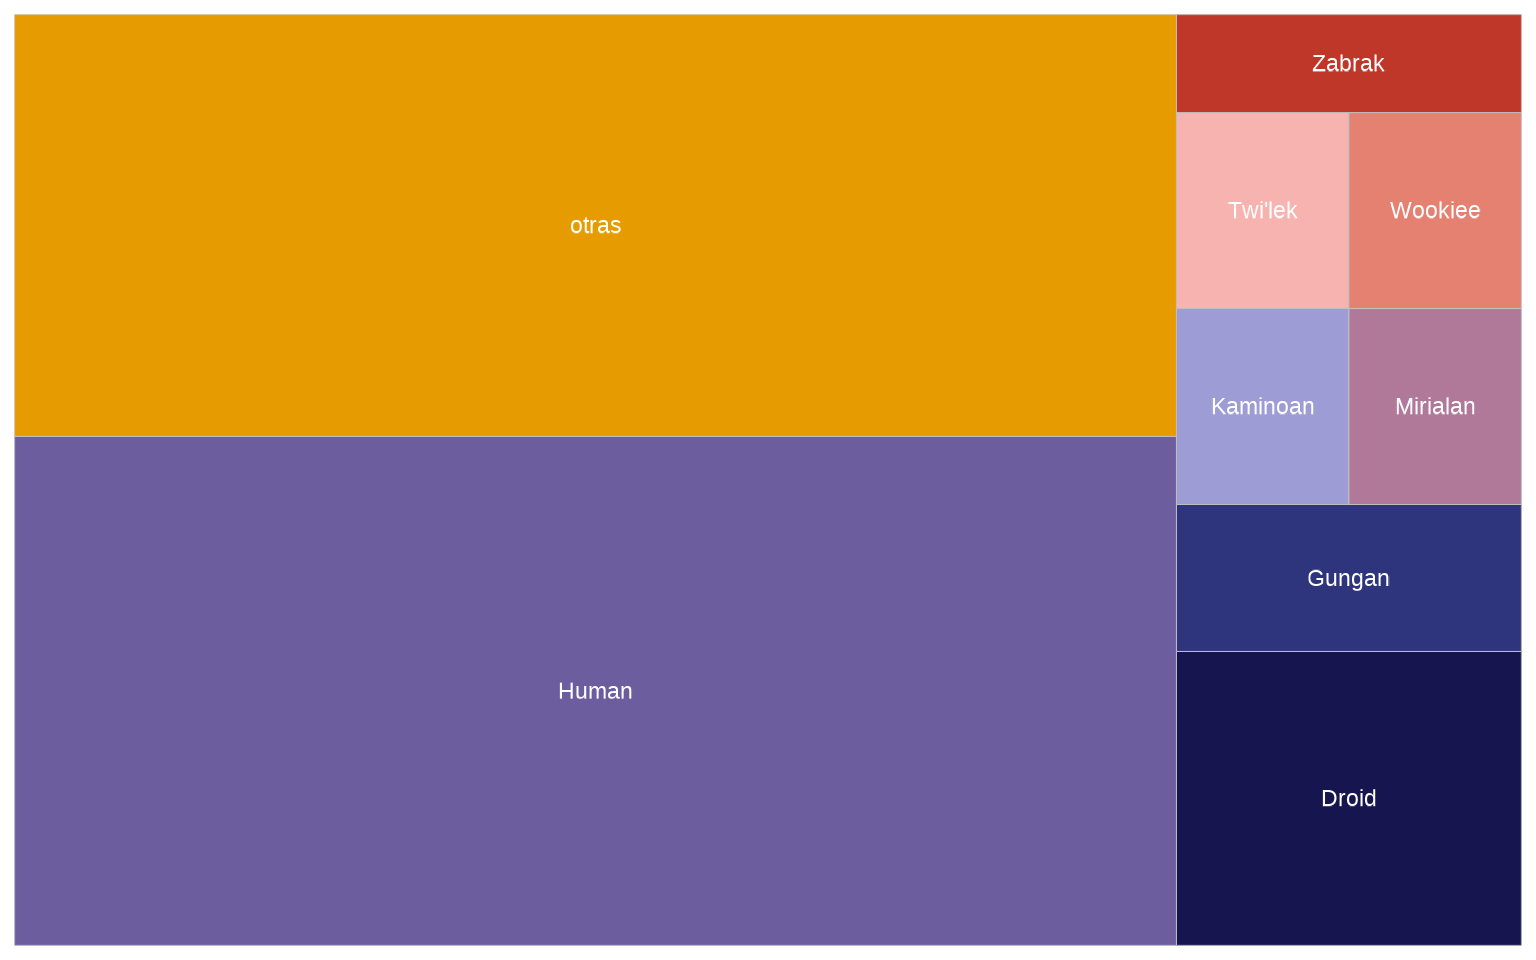 otras
Human
Zabrak
Twi'lek
Wookiee
Kaminoan
Mirialan
Gungan
Droid